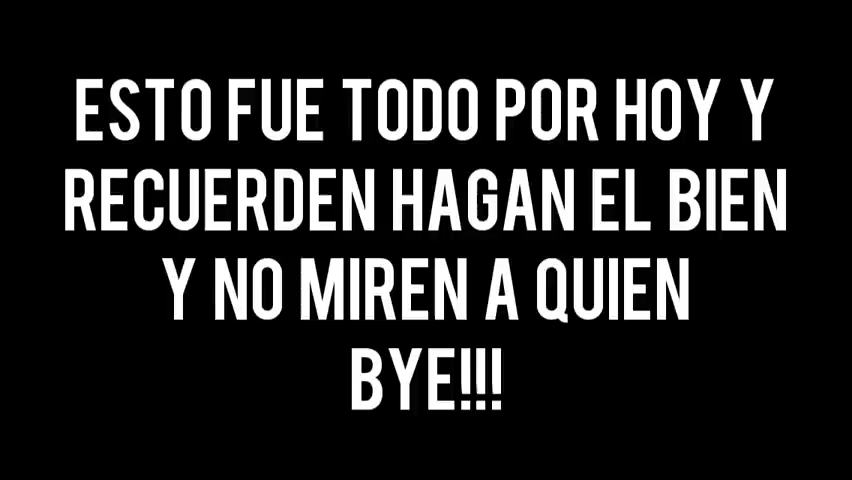 ESTO FUE TODO POR HOY Y
RECUERDEN HAGAN EL BIEN
Y NO MIREN A QUIEN
BYE!!!